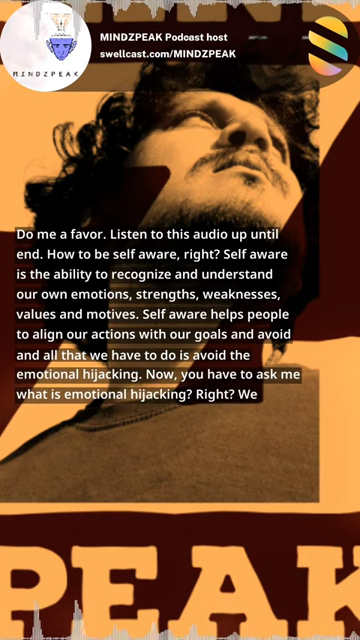 MINDZPEAK
MINDZPEAK Podcast host
swellcast.com/MINDZPEAK
Do me a favor. Listen to this audio up until
end. How to be self aware, right? Self aware
is the ability to recognize and understand
our own emotions, strengths, weaknesses,
values and motives. Self aware helps people
to align our actions with our goals and avoid
and all that we have to do is avoid the
emotional hijacking. Now, you have to ask me
what is emotional hijacking? Right? We
PEAK